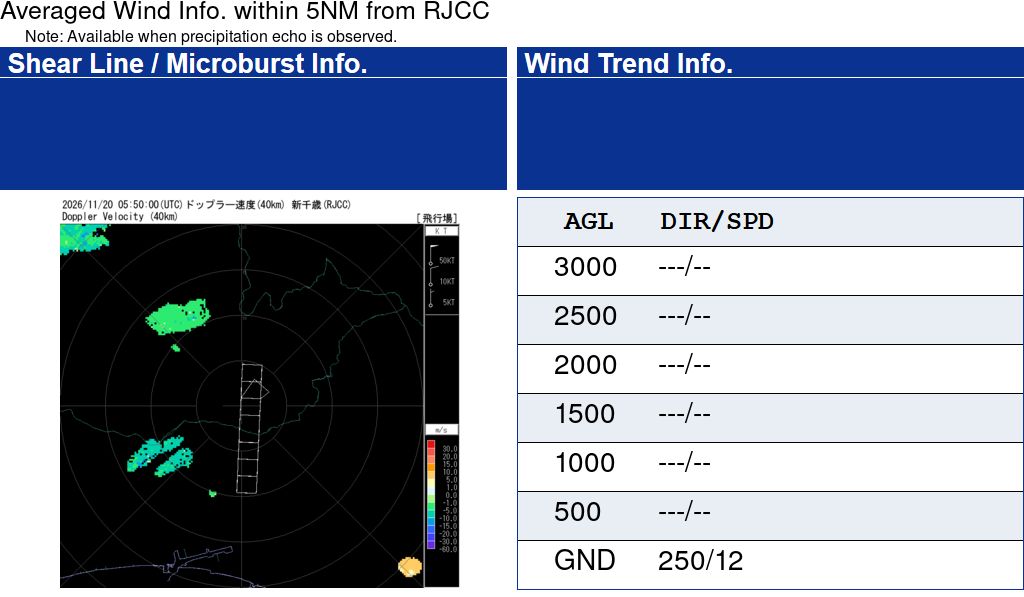 Averaged Wind Info. within 5NM from RJCC
Note: Available when precipitation echo is observed.
Shear Line / Microburst Info.
Wind Trend Info.
2026/11/20 05:50:00(UTC) ドップラー速度(40km) 新千歳(RJCC)
Doppler Velocity (40km)
[飛行場]
K T
50KT
10KT
5KT
m/s
30.0
20.0
15.0
10.0
5.0
1.0
0.0
-1.0
-5.0
-10.0
-15.0
-20.0
-30.0
-60.0
AGL DIR/SPD
3000 ---/--
2500 ---/--
2000 ---/--
1500 ---/--
1000 ---/--
500 ---/--
GND 250/12